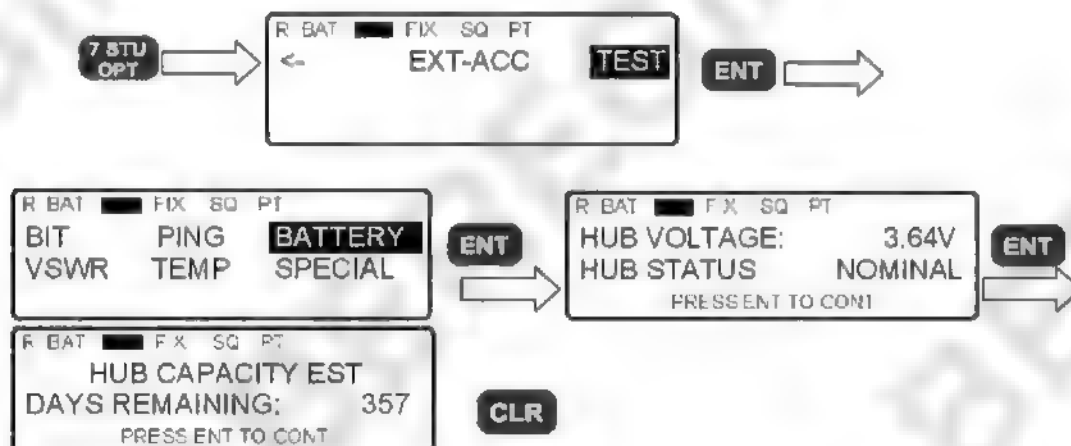 7 STU
OPT
R BAT FIX SQ PT
<- EXT-ACC TEST
ENT
R BAT FIX SQ PT
BIT PING BATTERY
VSWR TEMP SPECIAL
ENT
R BAT F X SQ PT
HUB VOLTAGE: 3.64V
HUB STATUS NOMINAL
PRESS ENT TO CONT
ENT
R BAT F X SQ PT
HUB CAPACITY EST
DAYS REMAINING: 357
PRESS ENT TO CONT
CLR